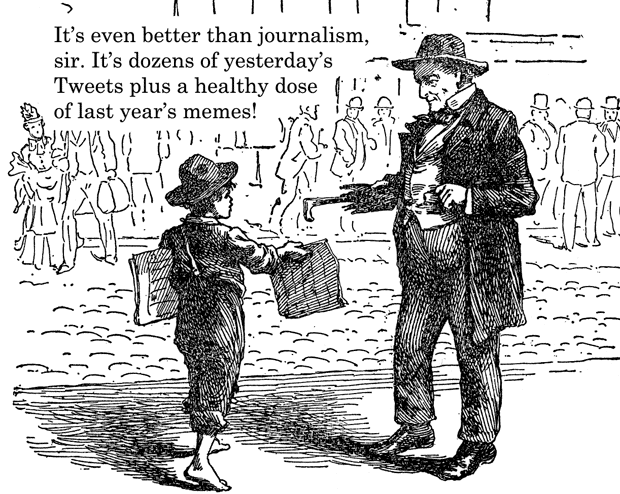 It’s even better than journalism,
sir. It’s dozens of yesterday’s
Tweets plus a healthy dose
of last year’s memes!